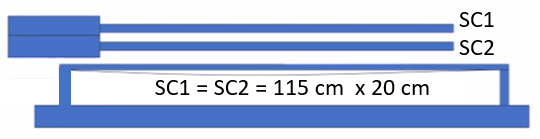 SC1
SC2
SC1 = SC2 = 115 cm x 20 cm